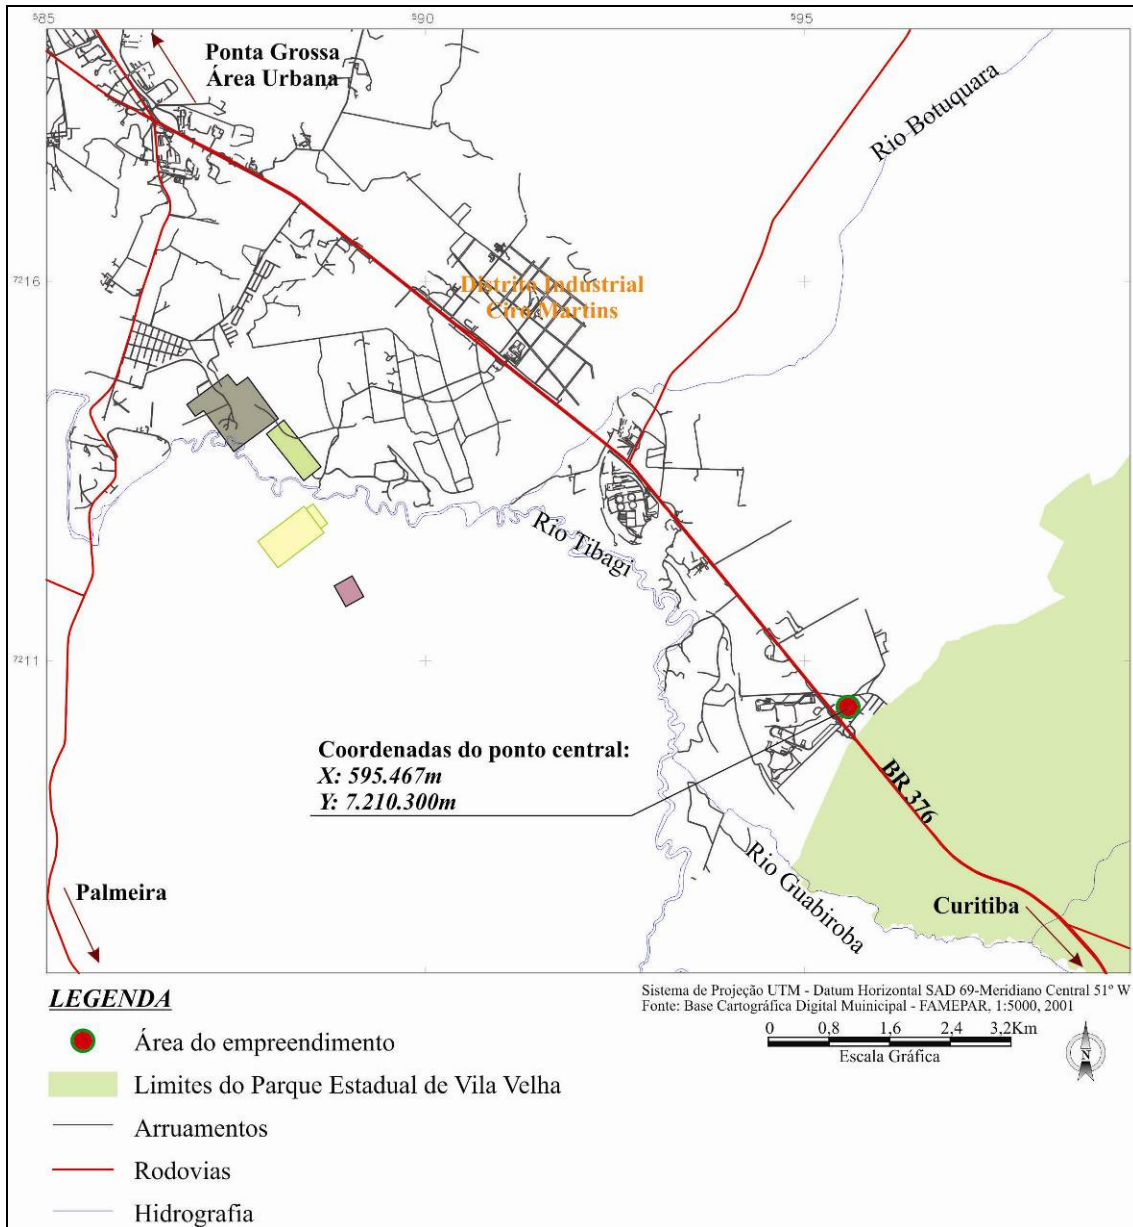 585
590
595
Ponta Grossa
Área Urbana
Rio Botuquara
7216
Distrito Industrial
Ciro Martins
Rio Tibagi
7211
Coordenadas do ponto central:
X: 595.467m
Y: 7.210.300m
BR 376
Rio Guabiroba
Palmeira
Curitiba
LEGENDA
Sistema de Projeção UTM - Datum Horizontal SAD 69-Meridiano Central 51º W
Fonte: Base Cartográfica Digital Muinicipal - FAMEPAR, 1:5000, 2001
0 0,8 1,6 2,4 3,2Km
Escala Gráfica
N
Área do empreendimento
Limites do Parque Estadual de Vila Velha
Arruamentos
Rodovias
Hidrografia